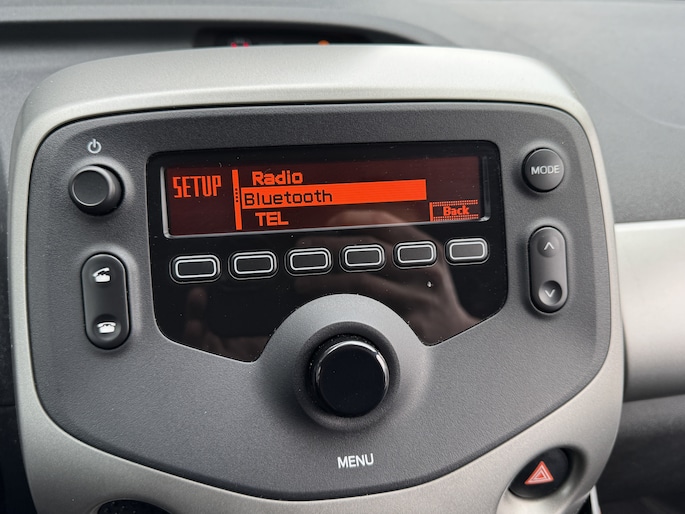 MODE
SETUP
Radio
Bluetooth
TEL
Back
MENU